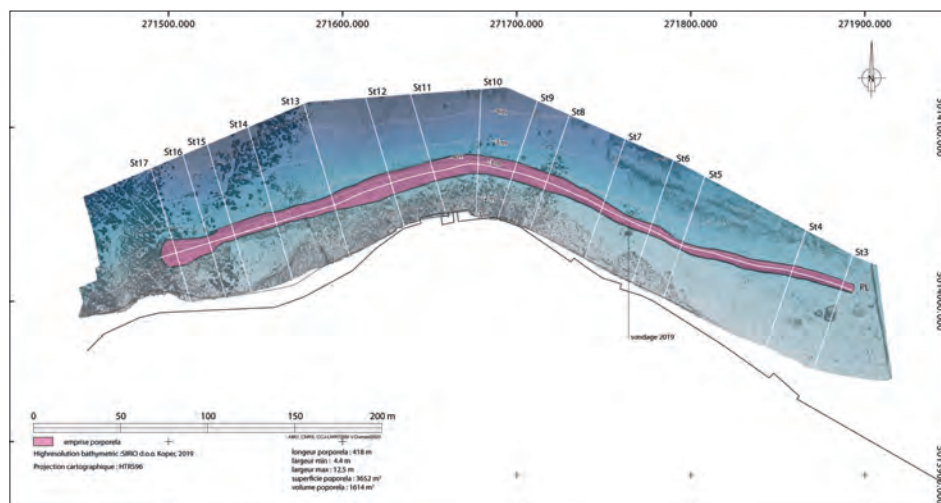 271500.000 271600.000 271700.000 271800.000 271900.000
N
St17
St16
St15
St14
St13
St12
St11
St10
St9
St8
St7
St6
St5
St4
St3
PL
sondage 2019
0 50 100 150 200 m
emprise porporela
Highresolution bathymetric :SIRIO d.o.o. Koper, 2019
Projection cartographique : HTRS96
longeur porporela : 418 m
largeur min : 4.4 m
largeur max : 12,5 m
superficie poporela : 3652 m²
volume poporela : 1614 m³